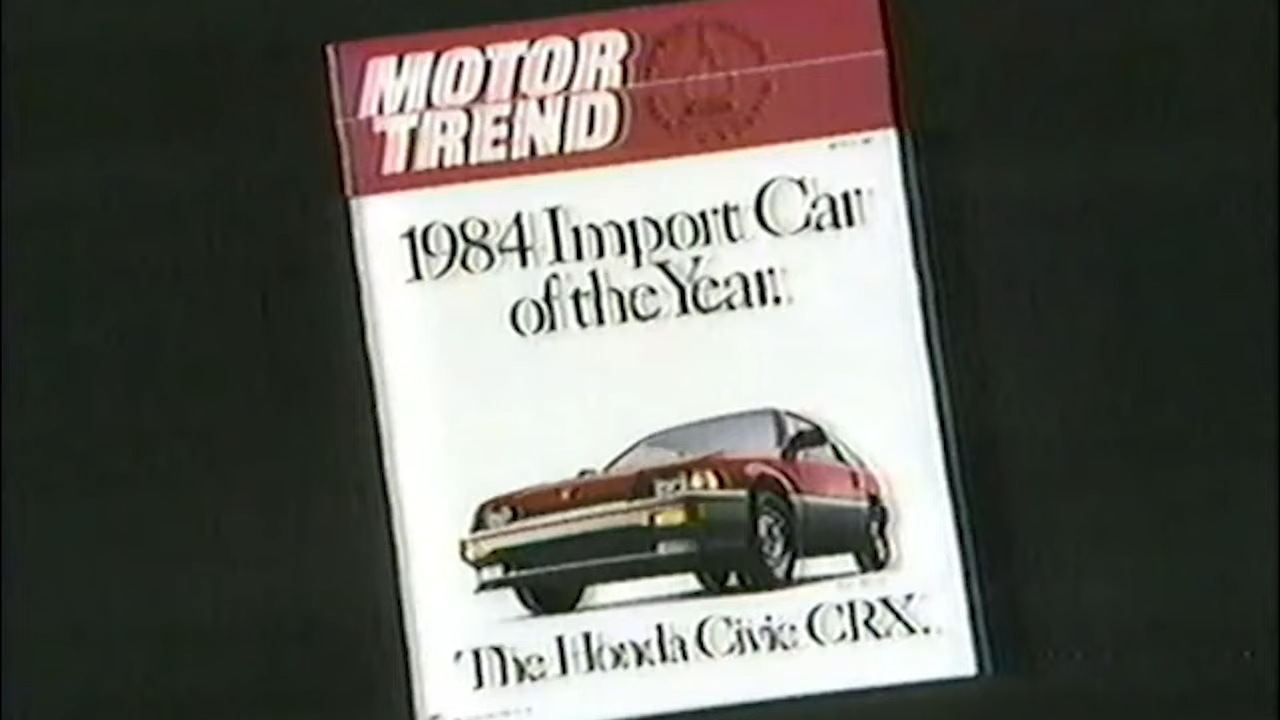 MOTOR
TREND
1984 Import Car
of the Year.
The Honda Civic CRX.